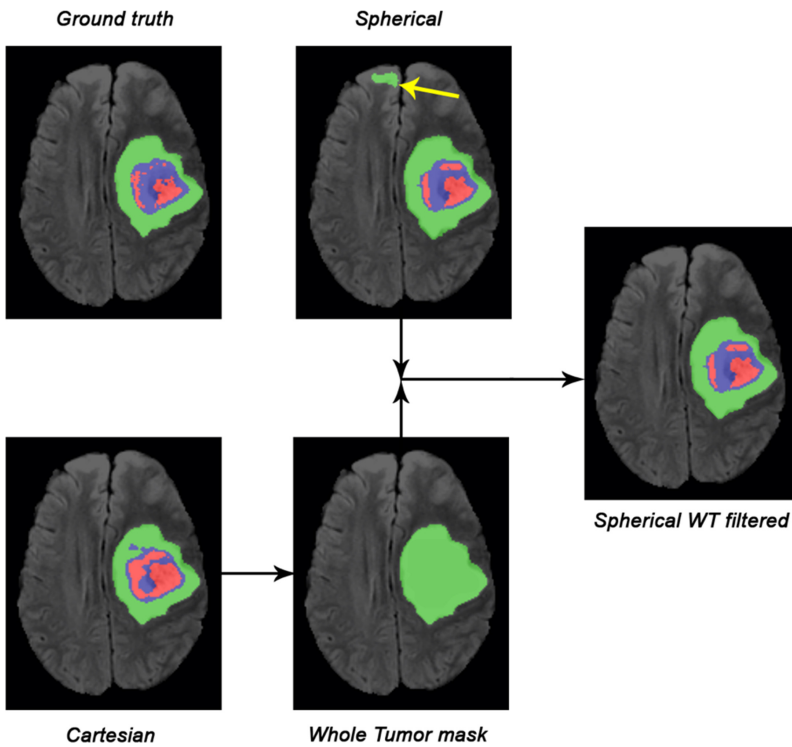 Ground truth
Spherical
Spherical WT filtered
Cartesian
Whole Tumor mask